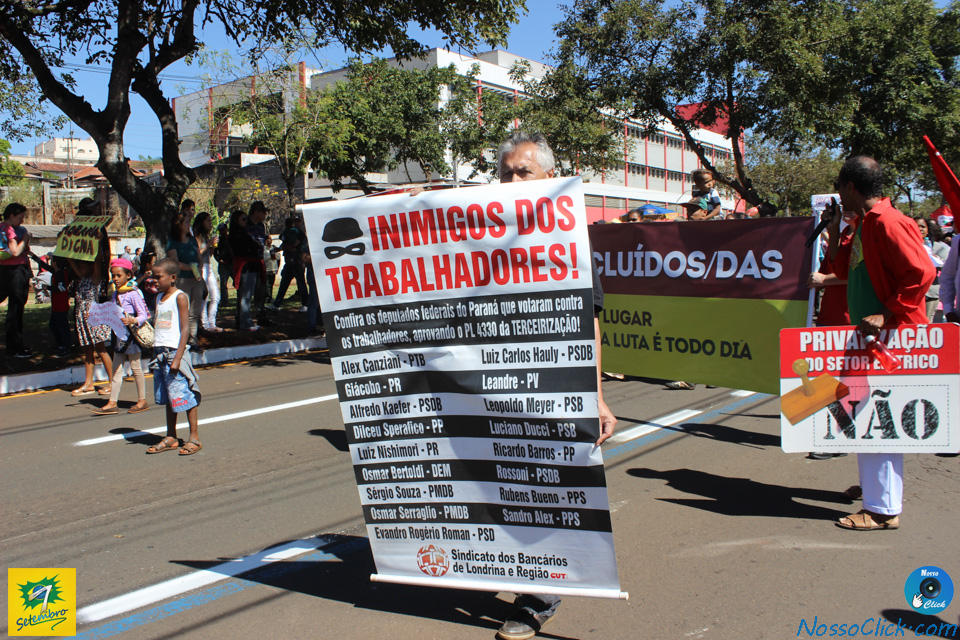 INIMIGOS DOS
TRABALHADORES!
Confira os deputados federais do Paraná que votaram contra
os trabalhadores, aprovando o PL 4330 da TERCEIRIZAÇÃO!
Alex Canziani - PTB
Luiz Carlos Hauly - PSDB
Giácobo - PR
Leandre - PV
Alfredo Kaefer - PSDB
Leopoldo Meyer - PSB
Dilceu Sperafico - PP
Luciano Ducci - PSB
Luiz Nishimori - PR
Ricardo Barros - PP
Osmar Bertoldi - DEM
Rossoni - PSDB
Sérgio Souza - PMDB
Rubens Bueno - PPS
Osmar Serraglio - PMDB
Sandro Alex - PPS
Evandro Rogério Roman - PSD
Sindicato dos Bancários
de Londrina e Região CUT
CLUÍDOS/DAS
LUGAR
A LUTA É TODO DIA
PRIVATIZAÇÃO
DO SETOR ELÉTRICO
NÃO
DIGNA
7
Setembro
Nosso
Click
NossoClick.com